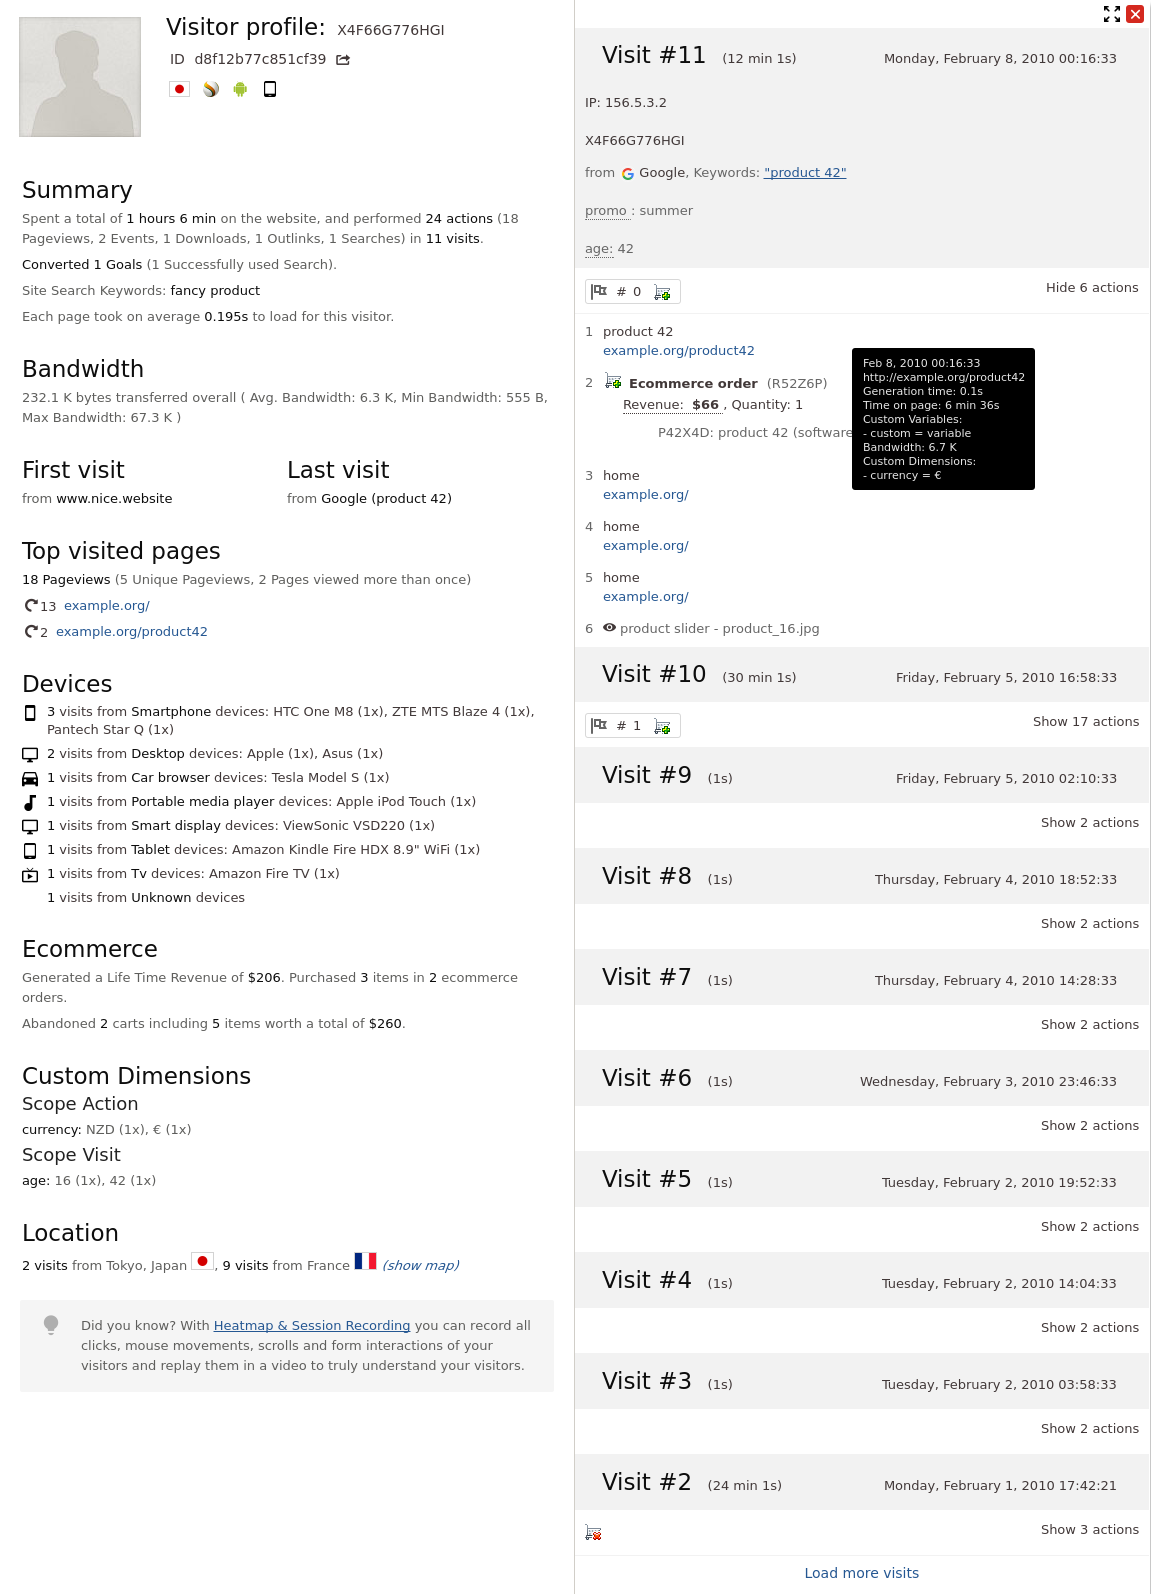 Visitor profile: X4F66G776HGI
ID d8f12b77c851cf39
Summary
Spent a total of 1 hours 6 min on the website, and performed 24 actions (18
Pageviews, 2 Events, 1 Downloads, 1 Outlinks, 1 Searches) in 11 visits.
Converted 1 Goals (1 Successfully used Search).
Site Search Keywords: fancy product
Each page took on average 0.195s to load for this visitor.
Bandwidth
232.1 K bytes transferred overall ( Avg. Bandwidth: 6.3 K, Min Bandwidth: 555 B,
Max Bandwidth: 67.3 K )
First visit
from www.nice.website
Last visit
from Google (product 42)
Top visited pages
18 Pageviews (5 Unique Pageviews, 2 Pages viewed more than once)
13 example.org/
2 example.org/product42
Devices
3 visits from Smartphone devices: HTC One M8 (1x), ZTE MTS Blaze 4 (1x),
Pantech Star Q (1x)
2 visits from Desktop devices: Apple (1x), Asus (1x)
1 visits from Car browser devices: Tesla Model S (1x)
1 visits from Portable media player devices: Apple iPod Touch (1x)
1 visits from Smart display devices: ViewSonic VSD220 (1x)
1 visits from Tablet devices: Amazon Kindle Fire HDX 8.9" WiFi (1x)
1 visits from Tv devices: Amazon Fire TV (1x)
1 visits from Unknown devices
Ecommerce
Generated a Life Time Revenue of $206. Purchased 3 items in 2 ecommerce
orders.
Abandoned 2 carts including 5 items worth a total of $260.
Custom Dimensions
Scope Action
currency: NZD (1x), € (1x)
Scope Visit
age: 16 (1x), 42 (1x)
Location
2 visits from Tokyo, Japan , 9 visits from France (show map)
Did you know? With Heatmap & Session Recording you can record all
clicks, mouse movements, scrolls and form interactions of your
visitors and replay them in a video to truly understand your visitors.
Visit #11 (12 min 1s) Monday, February 8, 2010 00:16:33
IP: 156.5.3.2
X4F66G776HGI
from Google, Keywords: "product 42"
promo : summer
age: 42
# 0 Hide 6 actions
1 product 42
example.org/product42
2 Ecommerce order (R52Z6P)
Revenue: $66 , Quantity: 1
P42X4D: product 42 (software
Feb 8, 2010 00:16:33
http://example.org/product42
Generation time: 0.1s
Time on page: 6 min 36s
Custom Variables:
- custom = variable
Bandwidth: 6.7 K
Custom Dimensions:
- currency = €
3 home
example.org/
4 home
example.org/
5 home
example.org/
6 product slider - product_16.jpg
Visit #10 (30 min 1s) Friday, February 5, 2010 16:58:33
# 1 Show 17 actions
Visit #9 (1s) Friday, February 5, 2010 02:10:33
Show 2 actions
Visit #8 (1s) Thursday, February 4, 2010 18:52:33
Show 2 actions
Visit #7 (1s) Thursday, February 4, 2010 14:28:33
Show 2 actions
Visit #6 (1s) Wednesday, February 3, 2010 23:46:33
Show 2 actions
Visit #5 (1s) Tuesday, February 2, 2010 19:52:33
Show 2 actions
Visit #4 (1s) Tuesday, February 2, 2010 14:04:33
Show 2 actions
Visit #3 (1s) Tuesday, February 2, 2010 03:58:33
Show 2 actions
Visit #2 (24 min 1s) Monday, February 1, 2010 17:42:21
Show 3 actions
Load more visits